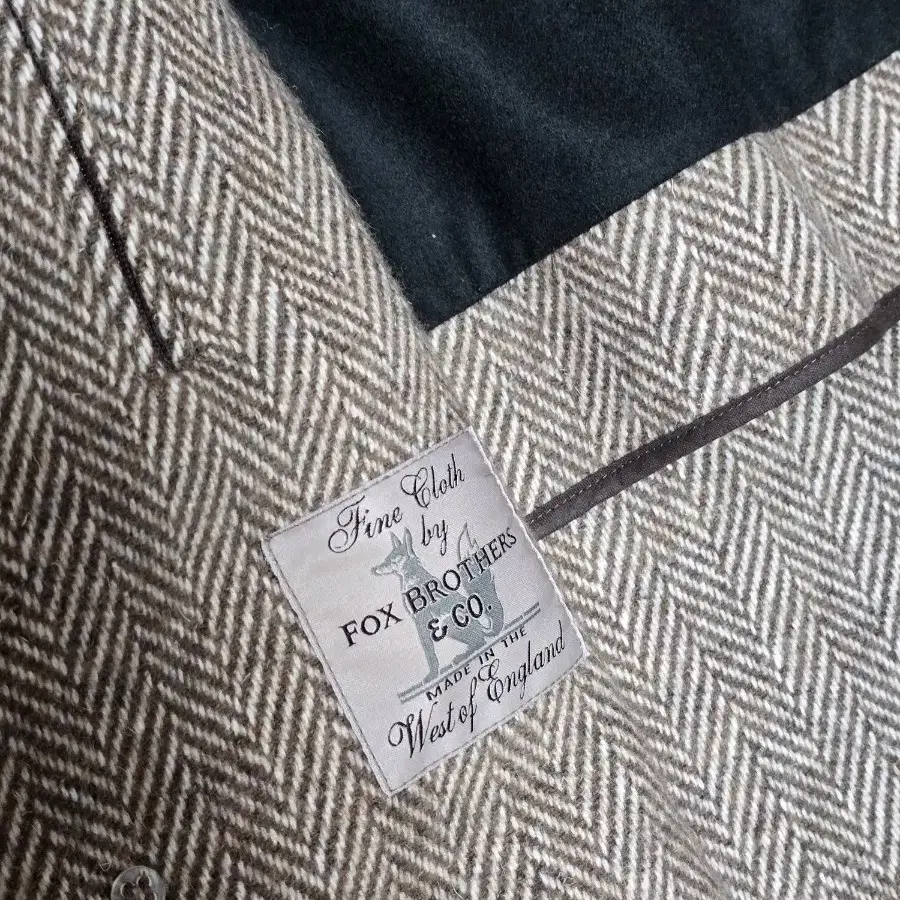 Fine Cloth
by
FOX BROTHERS
& CO.
MADE IN THE
West of England